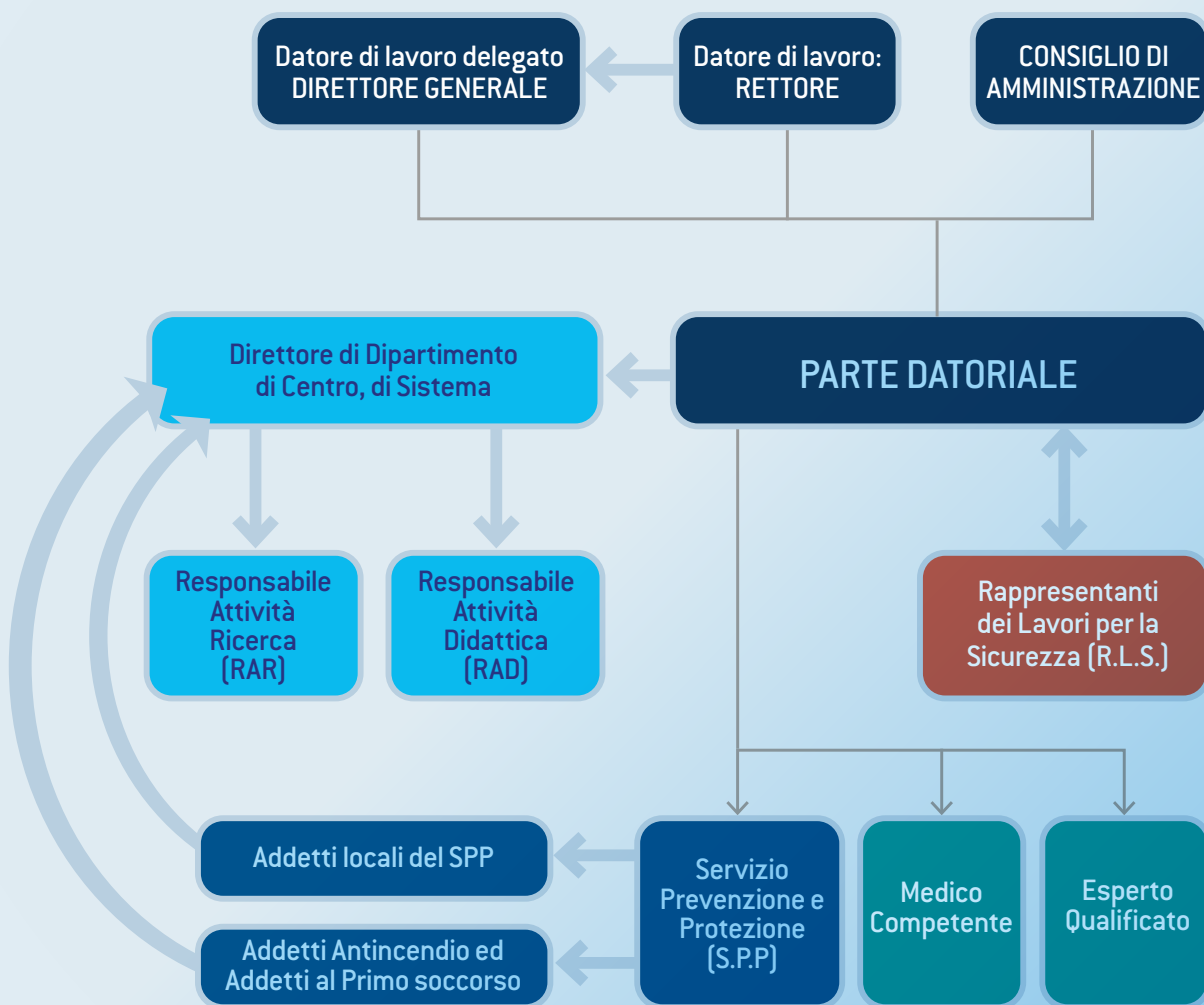 Datore di lavoro delegato
DIRETTORE GENERALE
Datore di lavoro:
RETTORE
CONSIGLIO DI
AMMINISTRAZIONE
Direttore di Dipartimento
di Centro, di Sistema
PARTE DATORIALE
Responsabile
Attività
Ricerca
(RAR)
Responsabile
Attività
Didattica
(RAD)
Rappresentanti
dei Lavori per la
Sicurezza (R.L.S.)
Addetti locali del SPP
Addetti Antincendio ed
Addetti al Primo soccorso
Servizio
Prevenzione e
Protezione
(S.P.P)
Medico
Competente
Esperto
Qualificato